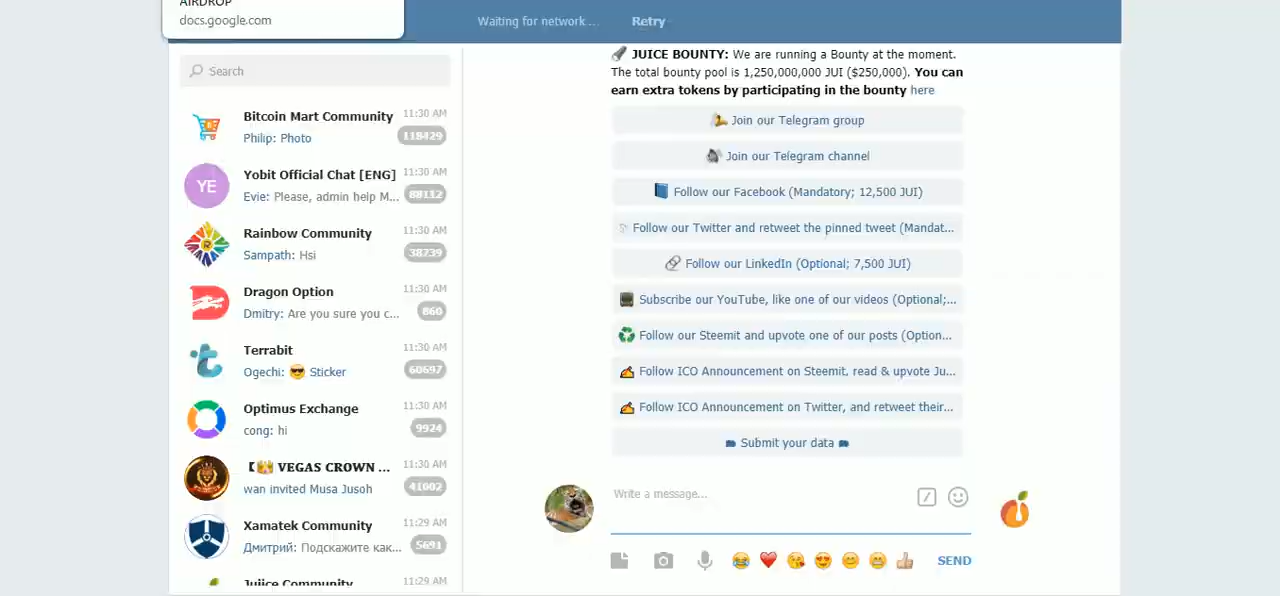 AIRDROP
docs.google.com
Waiting for network ...
Retry
Search
Bitcoin Mart Community
11:30 AM
Philip: Photo
118429
YE
Yobit Official Chat [ENG]
11:30 AM
Evie: Please, admin help M...
88112
Rainbow Community
11:30 AM
Sampath: Hsi
38239
Dragon Option
11:30 AM
Dmitry: Are you sure you c...
860
Terrabit
11:30 AM
Ogechi: 😎 Sticker
60697
Optimus Exchange
11:30 AM
cong: hi
9924
【👑 VEGAS CROWN ...
11:30 AM
wan invited Musa Jusoh
41002
Xamatek Community
11:29 AM
Дмитрий: Подскажите как...
5691
Juiice Community
11:29 AM
JUICE BOUNTY: We are running a Bounty at the moment.
The total bounty pool is 1,250,000,000 JUI ($250,000). You can
earn extra tokens by participating in the bounty here
Join our Telegram group
Join our Telegram channel
Follow our Facebook (Mandatory; 12,500 JUI)
Follow our Twitter and retweet the pinned tweet (Mandat...
Follow our LinkedIn (Optional; 7,500 JUI)
Subscribe our YouTube, like one of our videos (Optional;...
Follow our Steemit and upvote one of our posts (Option...
Follow ICO Announcement on Steemit, read & upvote Ju...
Follow ICO Announcement on Twitter, and retweet their...
Submit your data
Write a message...
SEND